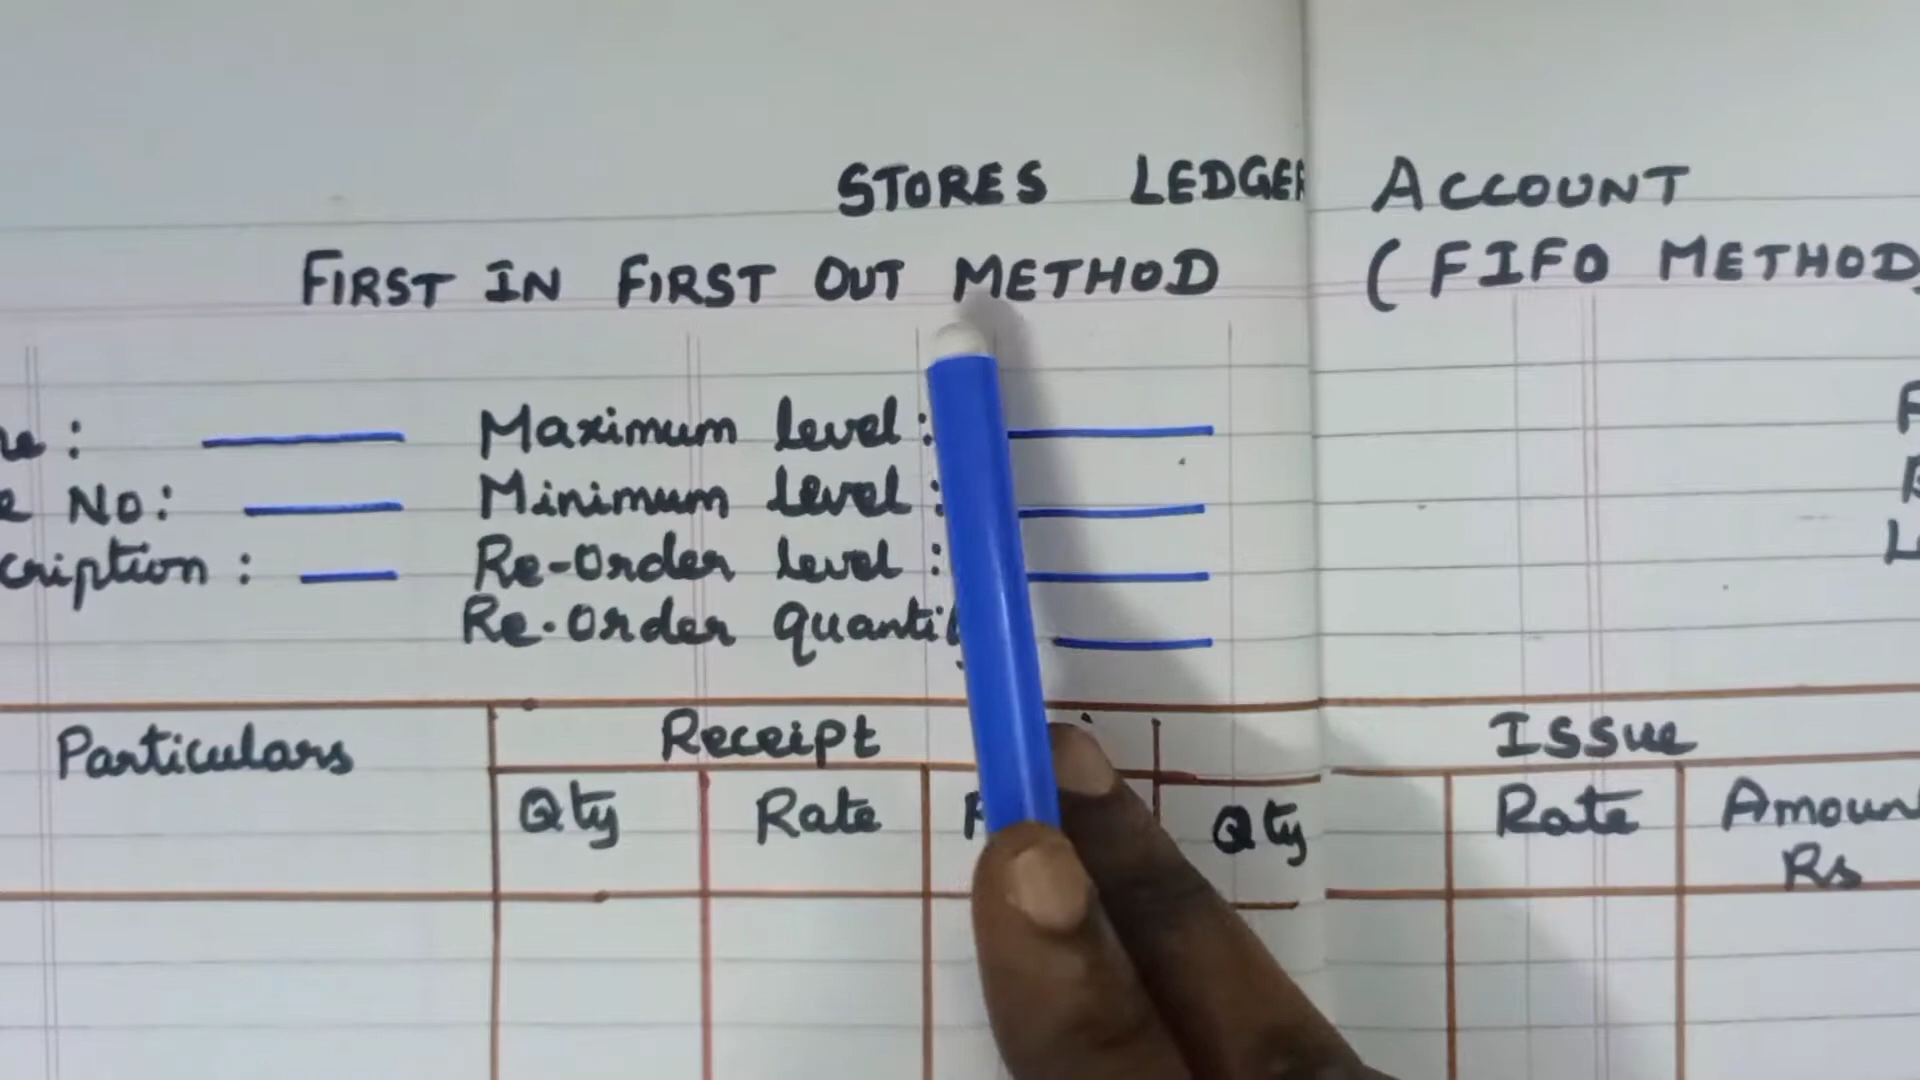 STORES LEDGER ACCOUNT
FIRST IN FIRST OUT METHOD (FIFO METHOD)
Maximum level :
No: Minimum level :
Re-Order level :
Re-Order
Particulars Receipt Issue
Qty Rate Qty Rate
Rs